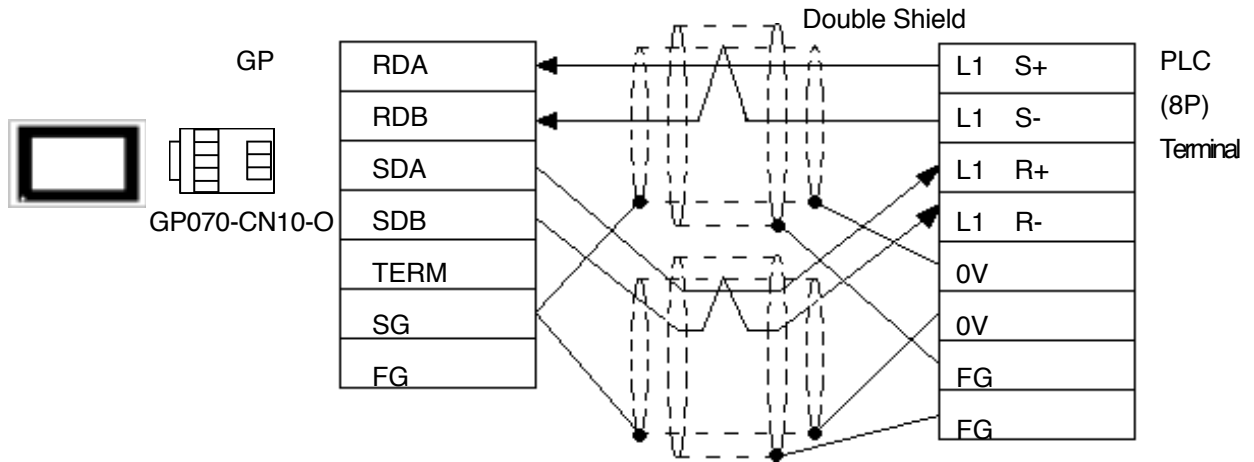 Double Shield
GP
GP070-CN10-O
RDA
RDB
SDA
SDB
TERM
SG
FG
L1 S+
L1 S-
L1 R+
L1 R-
0V
0V
FG
FG
PLC
(8P)
Terminal